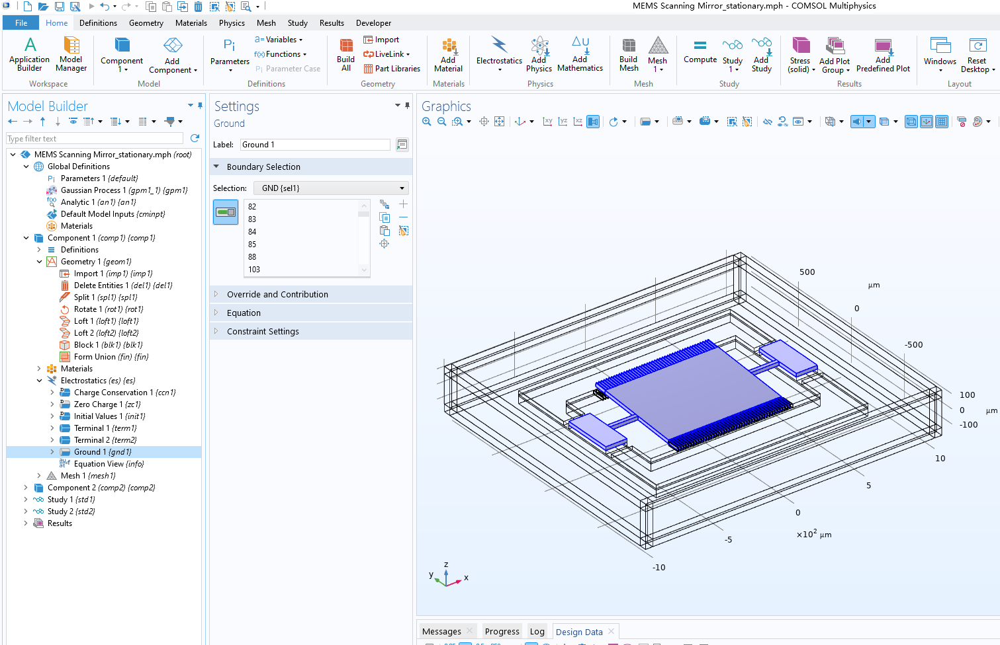 MEMS Scanning Mirror_stationary.mph - COMSOL Multiphysics
File Home Definitions Geometry Materials Physics Mesh Study Results Developer
Application Builder
Model Manager
Workspace
Component 1
Add Component
Model
Parameters
a= Variables
f(x) Functions
Pi Parameter Case
Definitions
Build All
Import
LiveLink
Part Libraries
Geometry
Add Material
Materials
Electrostatics
Add Physics
Add Mathematics
Physics
Build Mesh
Mesh 1
Mesh
Compute
Study 1
Add Study
Study
Stress (solid)
Add Plot Group
Add Predefined Plot
Results
Windows
Reset Desktop
Layout
Model Builder
Type filter text
MEMS Scanning Mirror_stationary.mph (root)
Global Definitions
Pi Parameters 1 {default}
Gaussian Process 1 (gpm1_1) {gpm1}
Analytic 1 (an1) {an1}
Default Model Inputs {cminpt}
Materials
Component 1 (comp1) {comp1}
Definitions
Geometry 1 {geom1}
Import 1 (imp1) {imp1}
Delete Entities 1 (del1) {del1}
Split 1 (spl1) {spl1}
Rotate 1 (rot1) {rot1}
Loft 1 (loft1) {loft1}
Loft 2 (loft2) {loft2}
Block 1 (blk1) {blk1}
Form Union (fin) {fin}
Materials
Electrostatics (es) {es}
Charge Conservation 1 {ccn1}
Zero Charge 1 {zc1}
Initial Values 1 {init1}
Terminal 1 {term1}
Terminal 2 {term2}
Ground 1 {gnd1}
Equation View {info}
Mesh 1 {mesh1}
Component 2 (comp2) {comp2}
Study 1 {std1}
Study 2 {std2}
Results
Settings
Ground
Label: Ground 1
Boundary Selection
Selection: GND {sel1}
82
83
84
85
88
103
Override and Contribution
Equation
Constraint Settings
Graphics
xy yz xz
500
µm
0
-500
100
0 µm
-100
10
5
0
×10² µm
-5
-10
z
y x
Messages Progress Log Design Data